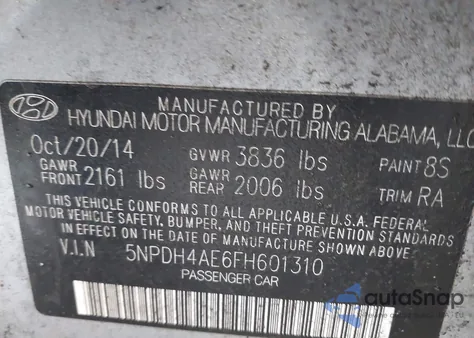 MANUFACTURED BY
HYUNDAI MOTOR MANUFACTURING ALABAMA, LLC
Oct/20/14 GVWR 3836 lbs PAINT 8S
GAWR FRONT 2161 lbs GAWR REAR 2006 lbs TRIM RA
THIS VEHICLE CONFORMS TO ALL APPLICABLE U.S.A. FEDERAL
MOTOR VEHICLE SAFETY, BUMPER, AND THEFT PREVENTION STANDARDS
IN EFFECT ON THE DATE OF MANUFACTURE SHOWN ABOVE.
V.I.N 5NPDH4AE6FH601310
PASSENGER CAR
autoSnap